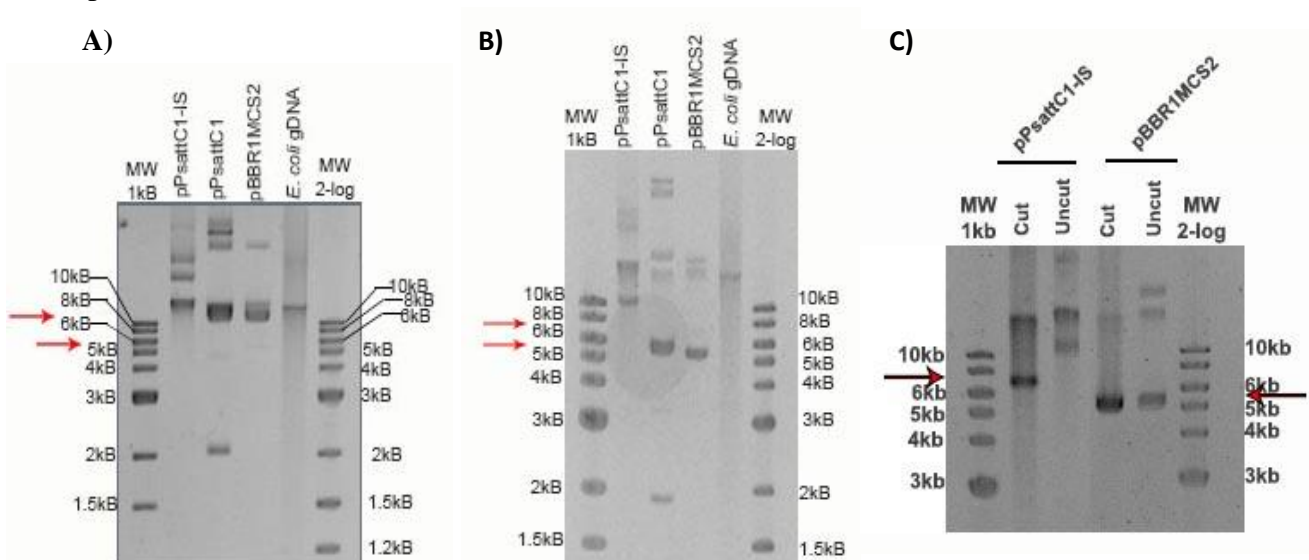 A)
pPsattC1-IS
pPsattC1
pBBR1MCS2
E. coli gDNA
MW
1kB
MW
2-log
10kB
8kB
6kB
5kB
4kB
3kB
2kB
1.5kB
10kB
8kB
6kB
5kB
4kB
3kB
2kB
1.5kB
1.2kB
B)
pPsattC1-IS
pPsattC1
pBBR1MCS2
E. coli gDNA
MW
1kB
MW
2-log
10kB
8kB
6kB
5kB
4kB
3kB
2kB
1.5kB
10kB
8kB
6kB
5kB
4kB
3kB
2kB
1.5kB
C)
pPsattC1-IS
pBBR1MCS2
MW
1kb
Cut
Uncut
Cut
Uncut
MW
2-log
10kb
6kb
5kb
4kb
3kb
10kb
6kb
5kb
4kb
3kb